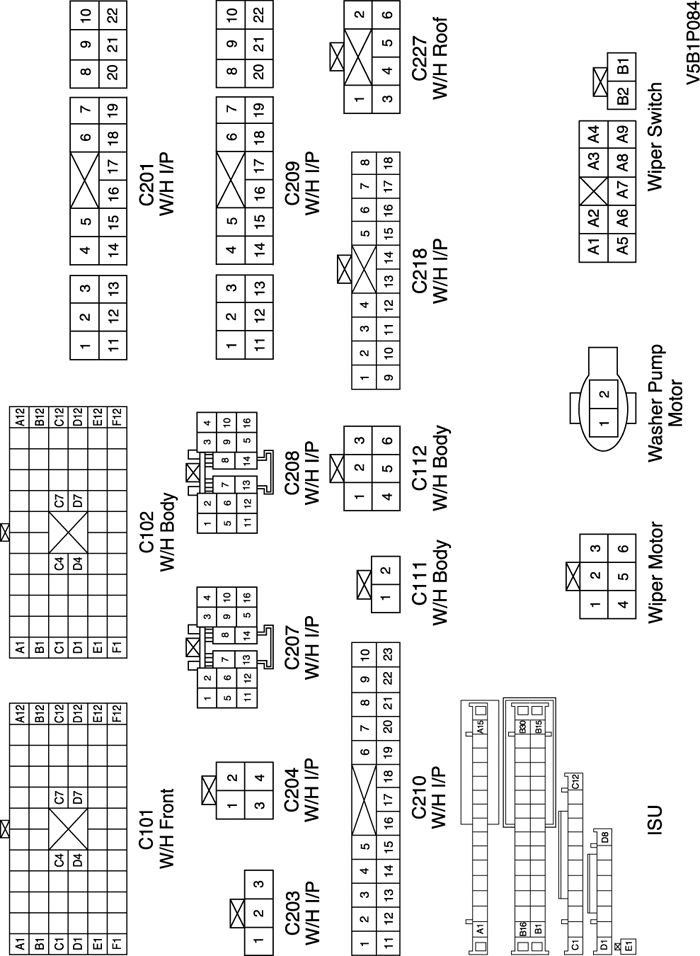 A1 A12
B1 B12
C1 C4 C7 C12
D1 D4 D7 D12
E1 E12
F1 F12
C101
W/H Front
A1 A12
B1 B12
C1 C4 C7 C12
D1 D4 D7 D12
E1 E12
F1 F12
C102
W/H Body
1 2 3 4 5 6 7 8 9 10
11 12 13 14 15 16 17 18 19 20 21 22
C201
W/H I/P
1 2 3
C203
W/H I/P
1 2
3 4
C204
W/H I/P
1 2 3 4
5 6 7 8 9 10
11 12 13 14 5 16
C207
W/H I/P
1 2 3 4
5 6 7 8 9 10
11 12 13 14 5 16
C208
W/H I/P
1 2 3 4 5 6 7 8 9 10
11 12 13 14 15 16 17 18 19 20 21 22
C209
W/H I/P
1 2 3 4 5 6 7 8 9 10
11 12 13 14 15 16 17 18 19 20 21 22 23
C210
W/H I/P
1 2
C111
W/H Body
1 2 3
4 5 6
C112
W/H Body
1 2 3 4 5 6 7 8
9 10 11 12 13 14 15 16 17 18
C218
W/H I/P
1 2
3 4 5 6
C227
W/H Roof
A1 A15
B16 B30
B1 B15
C1 C12
D1 D8
E1
ISU
1 2 3
4 5 6
Wiper Motor
1 2
Washer Pump
Motor
A1 A2 A3 A4
A5 A6 A7 A8 A9
B2 B1
Wiper Switch
V5B1P084